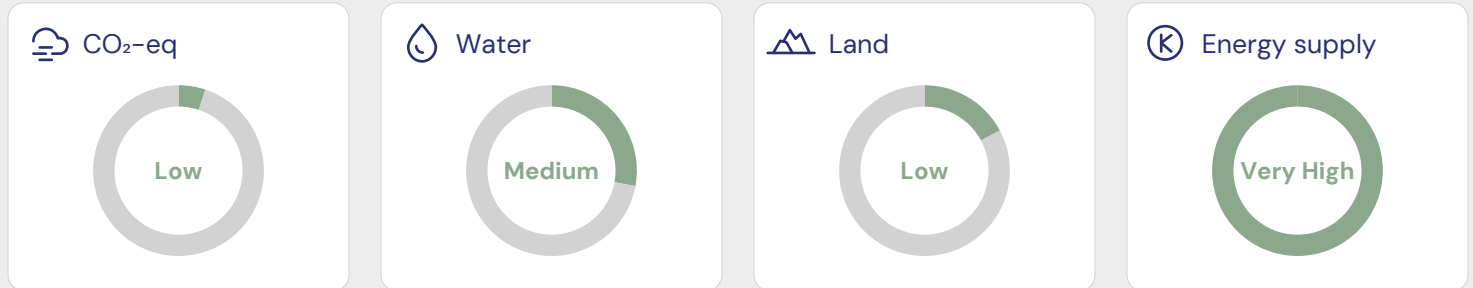 CO₂-eq
Water
Land
Energy supply
Low
Medium
Low
Very High